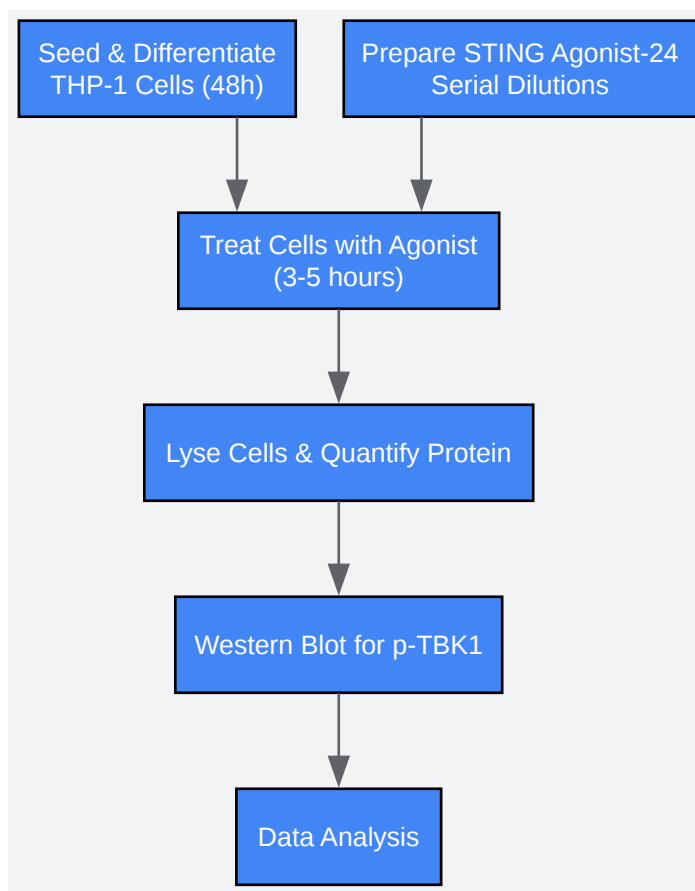 Seed & Differentiate
THP-1 Cells (48h)
Prepare STING Agonist-24
Serial Dilutions
Treat Cells with Agonist
(3-5 hours)
Lyse Cells & Quantify Protein
Western Blot for p-TBK1
Data Analysis